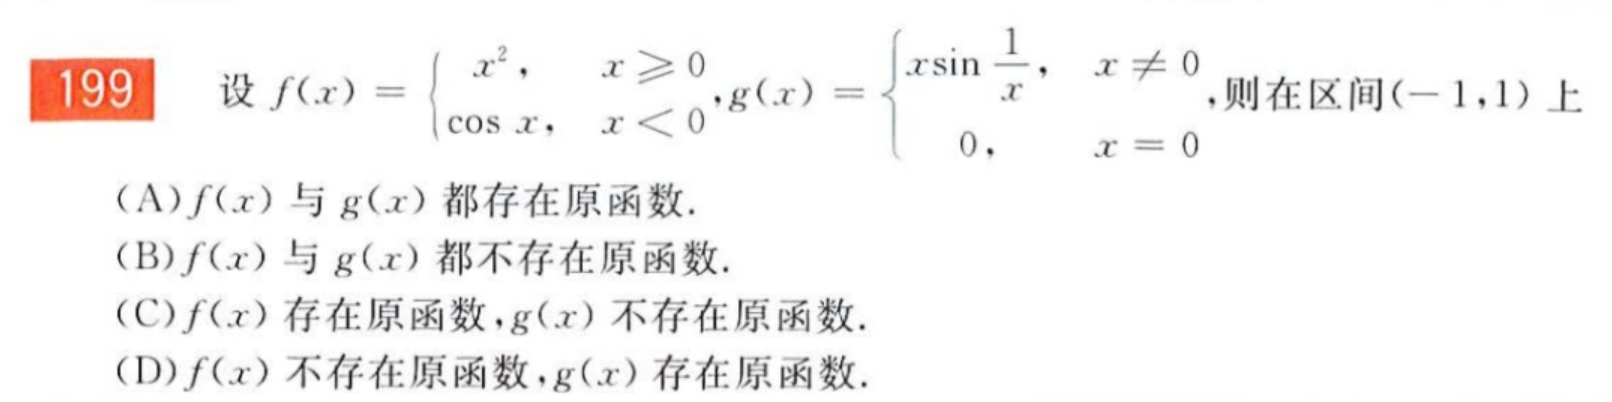 199 设 f(x) = { x², x ⩾ 0 cos x, x < 0 ,g(x) = { x sin 1/x, x ≠ 0 0, x = 0 ,则在区间(-1,1) 上
(A) f(x) 与 g(x) 都存在原函数.
(B) f(x) 与 g(x) 都不存在原函数.
(C) f(x) 存在原函数,g(x) 不存在原函数.
(D) f(x) 不存在原函数,g(x) 存在原函数.